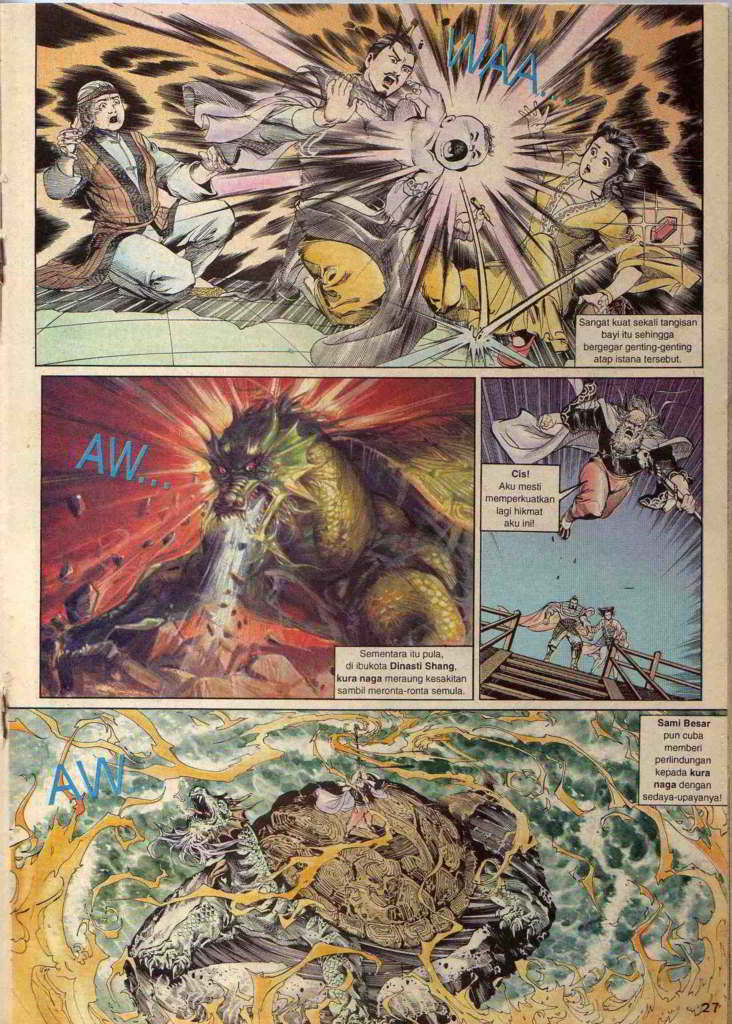 WAA...
Sangat kuat sekali tangisan
bayi itu sehingga
bergegar genting-genting
atap istana tersebut.
AW...
Sementara itu pula,
di ibukota Dinasti Shang,
kura naga meraung kesakitan
sambil meronta-ronta semula.
Cis!
Aku mesti
memperkuatkan
lagi hikmat
aku ini!
AW...
Sami Besar
pun cuba
memberi
perlindungan
kepada kura
naga dengan
sedaya-upayanya!
27